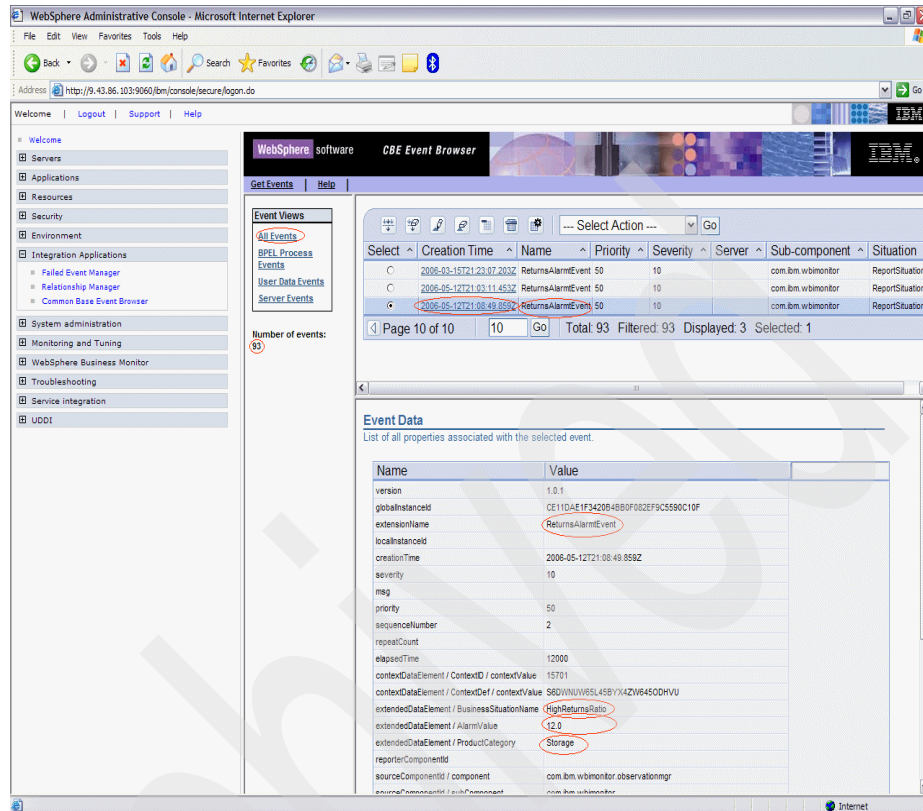 WebSphere Administrative Console - Microsoft Internet Explorer
File Edit View Favorites Tools Help
Back Search Favorites
Address http://9.43.86.103:9060/ibm/console/secure/logon.do Go
Welcome | Logout | Support | Help IBM
Welcome
Servers
Applications
Resources
Security
Environment
Integration Applications
Failed Event Manager
Relationship Manager
Common Base Event Browser
System administration
Monitoring and Tuning
WebSphere Business Monitor
Troubleshooting
Service integration
UDDI
WebSphere software CBE Event Browser IBM
Get Events | Help |
Event Views
All Events
BPEL Process
Events
User Data Events
Server Events
Number of events:
93
--- Select Action --- Go
Select Creation Time Name Priority Severity Server Sub-component Situation
2006-03-15T21:23:07.203Z ReturnsAlarmtEvent 50 10 com.ibm.wbimonitor ReportSituation
2006-05-12T21:03:11.453Z ReturnsAlarmtEvent 50 10 com.ibm.wbimonitor ReportSituation
2006-05-12T21:08:49.859Z ReturnsAlarmtEvent 50 10 com.ibm.wbimonitor ReportSituation
Page 10 of 10 10 Go Total: 93 Filtered: 93 Displayed: 3 Selected: 1
Event Data
List of all properties associated with the selected event.
Name Value
version 1.0.1
globalInstanceId CE11DAE1F3420B4BB0F082EF9C5590C10F
extensionName ReturnsAlarmtEvent
localInstanceId
creationTime 2006-05-12T21:08:49.859Z
severity 10
msg
priority 50
sequenceNumber 2
repeatCount
elapsedTime 12000
contextDataElement / ContextID / contextValue 15701
contextDataElement / ContextDef / contextValue S6DWNUW65L45BYX4ZW645ODHVU
extendedDataElement / BusinessSituationName HighReturnsRatio
extendedDataElement / AlarmValue 12.0
extendedDataElement / ProductCategory Storage
reporterComponentId
sourceComponentId / component com.ibm.wbimonitor.observationmgr
sourceComponentId / subComponent com.ibm.wbimonitor
Internet